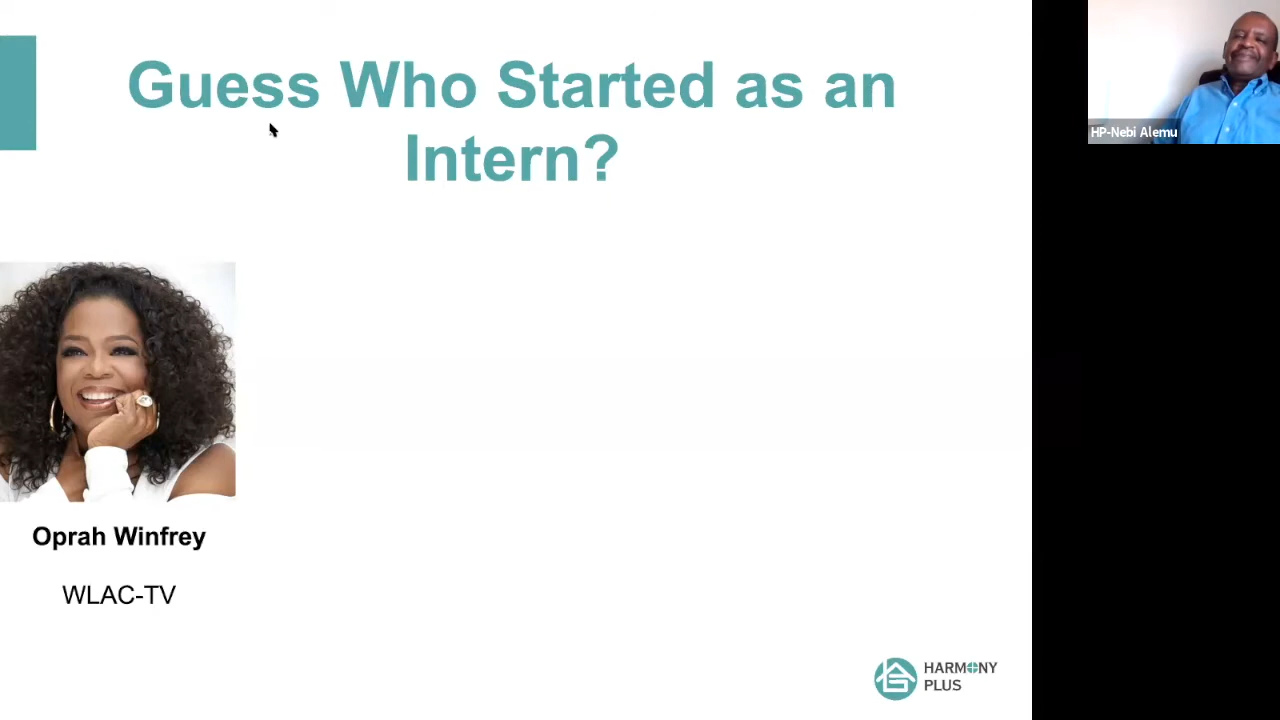 Guess Who Started as an
Intern?
HP-Nebi Alemu
Oprah Winfrey
WLAC-TV
HARMONY
PLUS